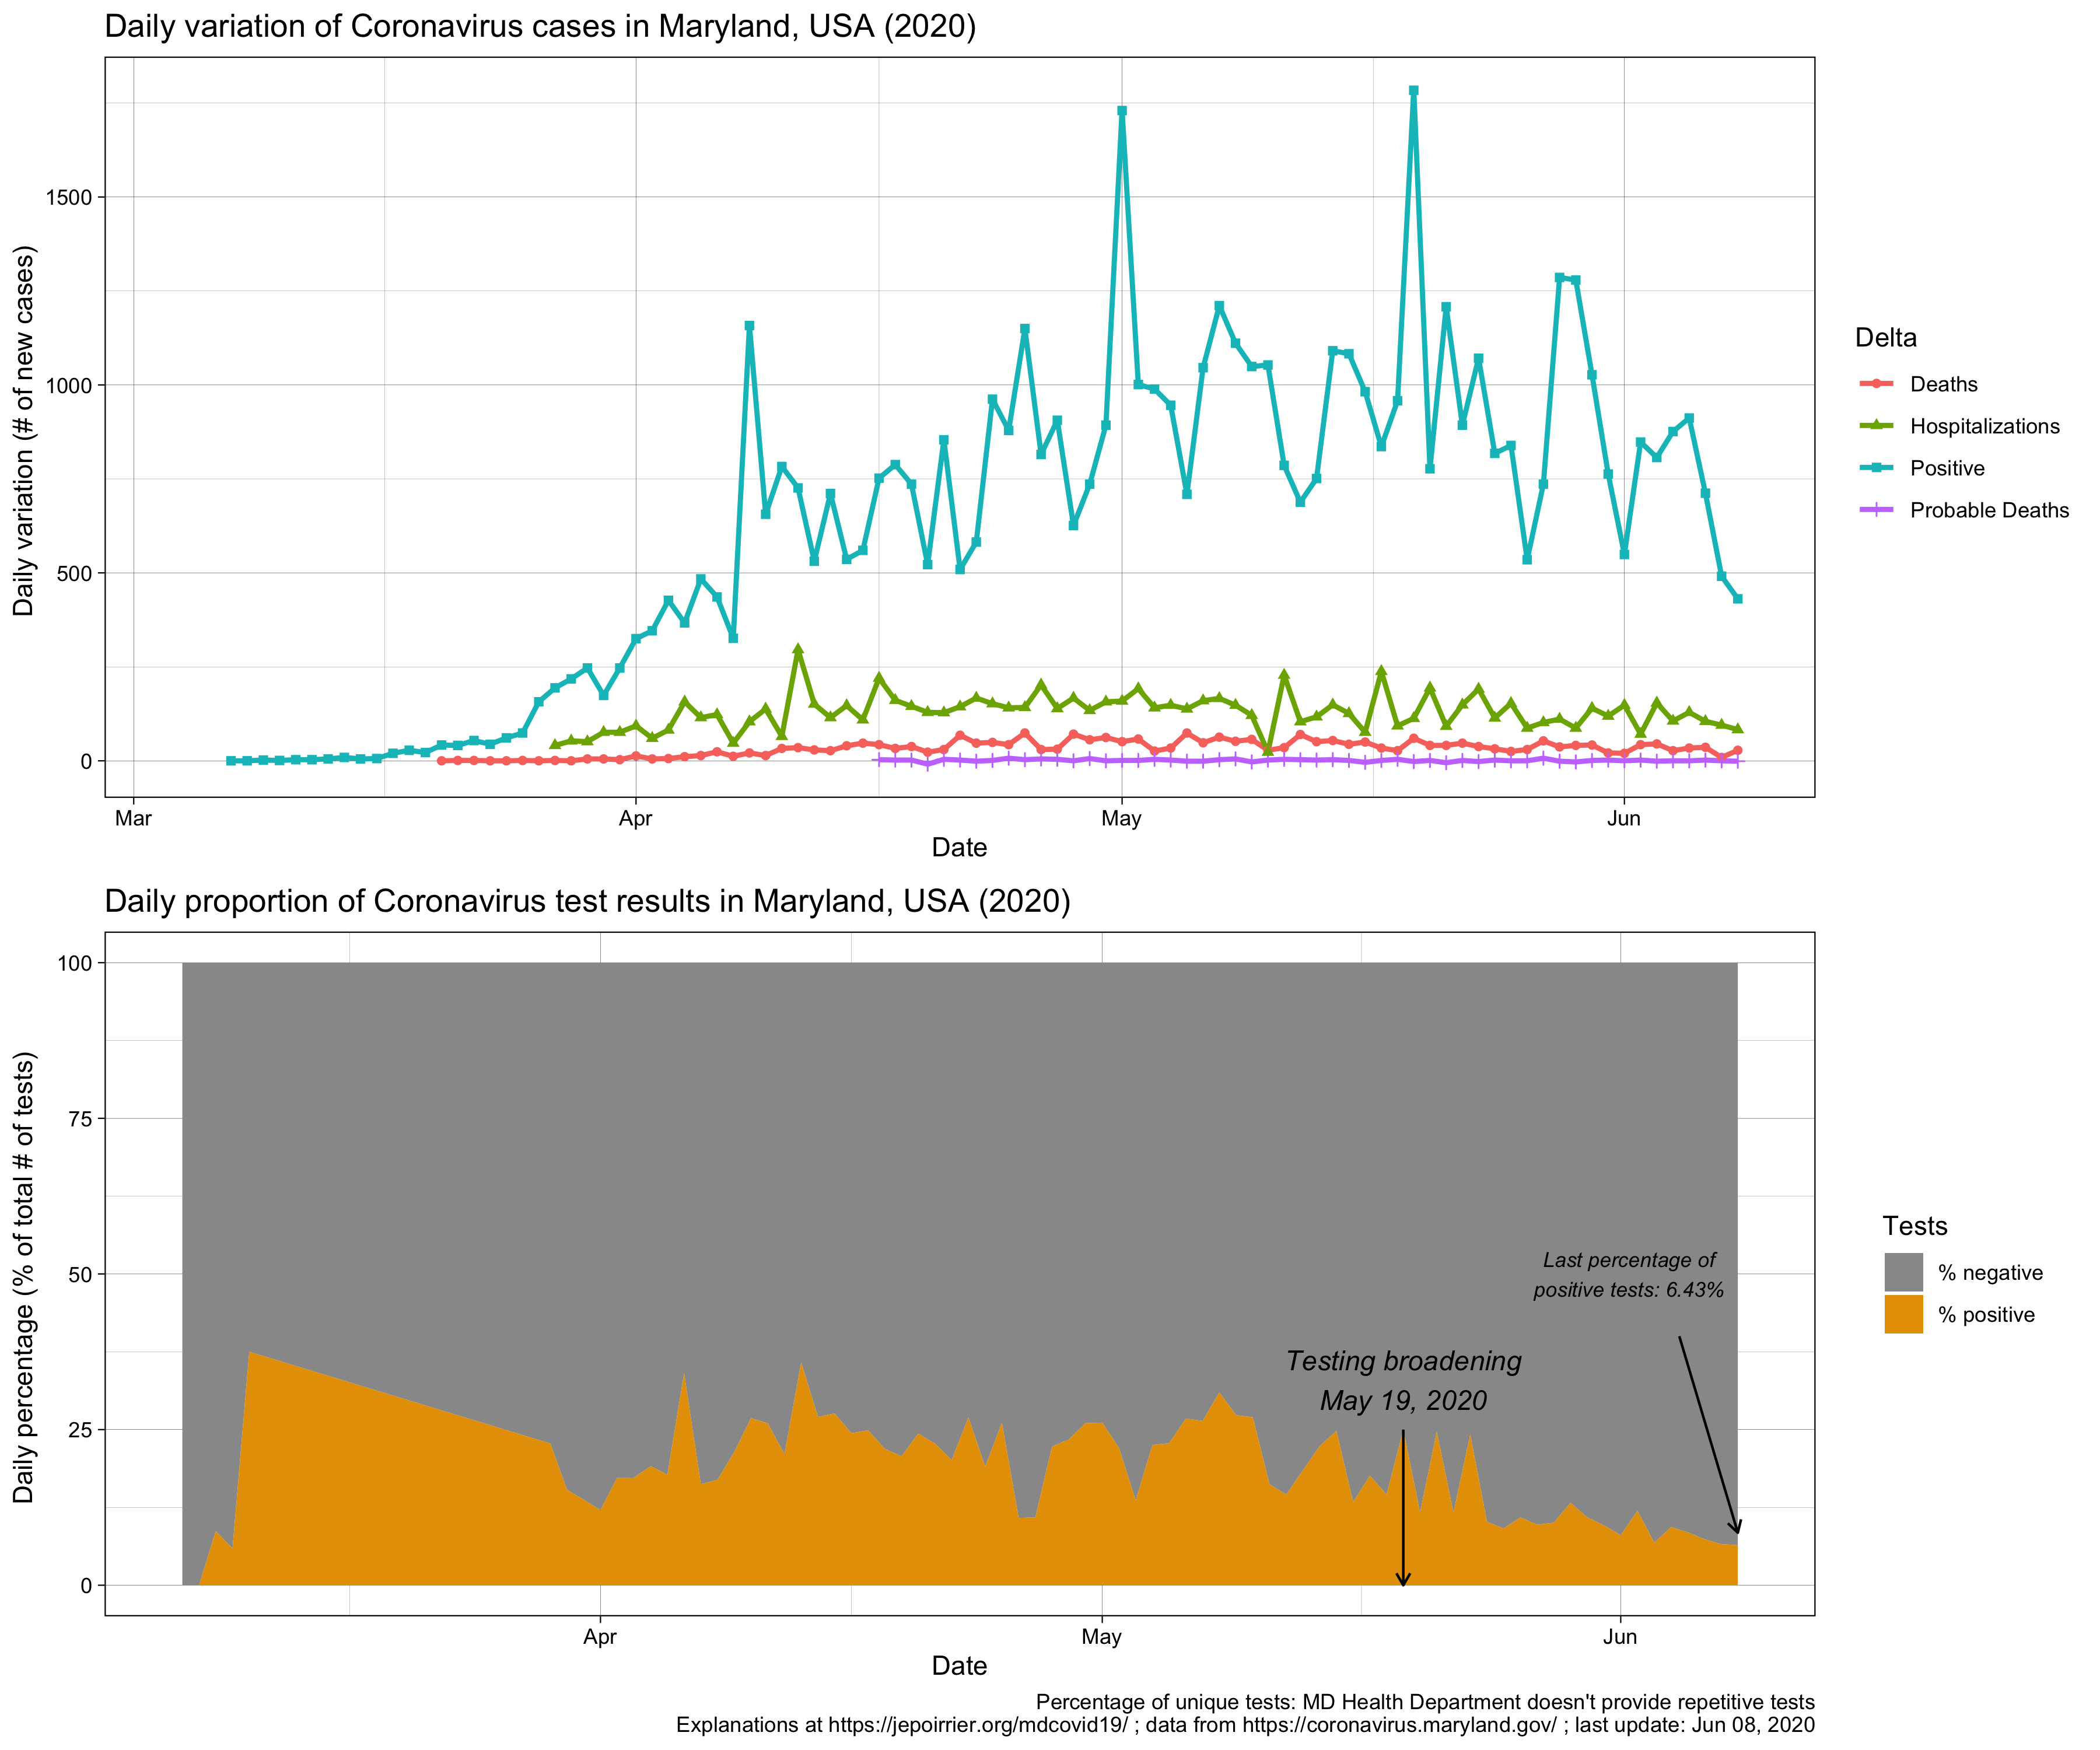 Daily variation of Coronavirus cases in Maryland, USA (2020)
Daily variation (# of new cases)
1500
1000
500
0
Mar
Apr
May
Jun
Date
Delta
Deaths
Hospitalizations
Positive
Probable Deaths
Daily proportion of Coronavirus test results in Maryland, USA (2020)
Daily percentage (% of total # of tests)
100
75
50
25
0
Last percentage of
positive tests: 6.43%
Testing broadening
May 19, 2020
Apr
May
Jun
Date
Tests
% negative
% positive
Percentage of unique tests: MD Health Department doesn't provide repetitive tests
Explanations at https://jepoirrier.org/mdcovid19/ ; data from https://coronavirus.maryland.gov/ ; last update: Jun 08, 2020